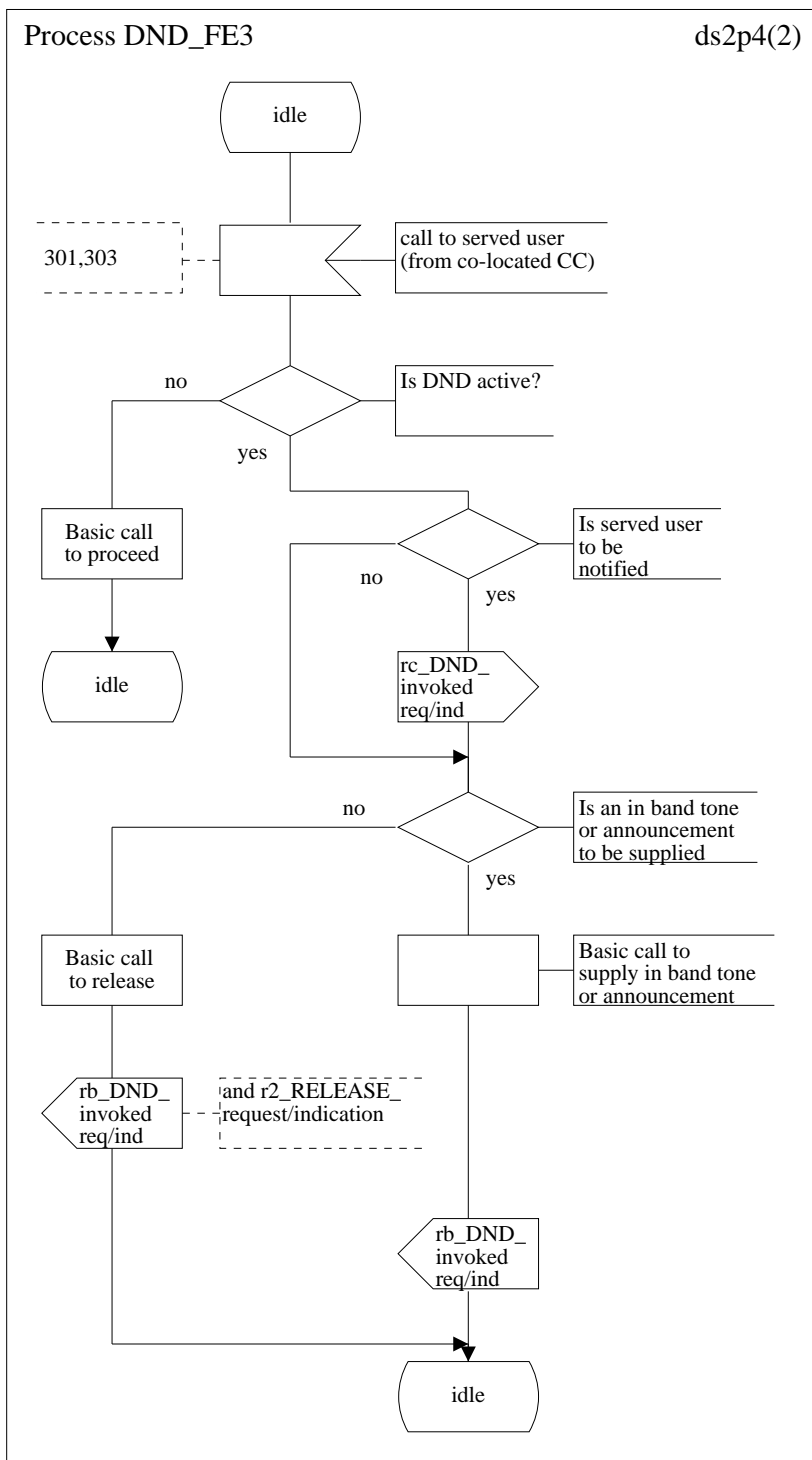 Process DND_FE3
ds2p4(2)
idle
301,303
call to served user
(from co-located CC)
no
Is DND active?
yes
Basic call
to proceed
Is served user
to be
notified
no
yes
idle
rc_DND_
invoked
req/ind
no
Is an in band tone
or announcement
to be supplied
yes
Basic call
to release
Basic call to
supply in band tone
or announcement
rb_DND_
invoked
req/ind
and r2_RELEASE_
request/indication
rb_DND_
invoked
req/ind
idle